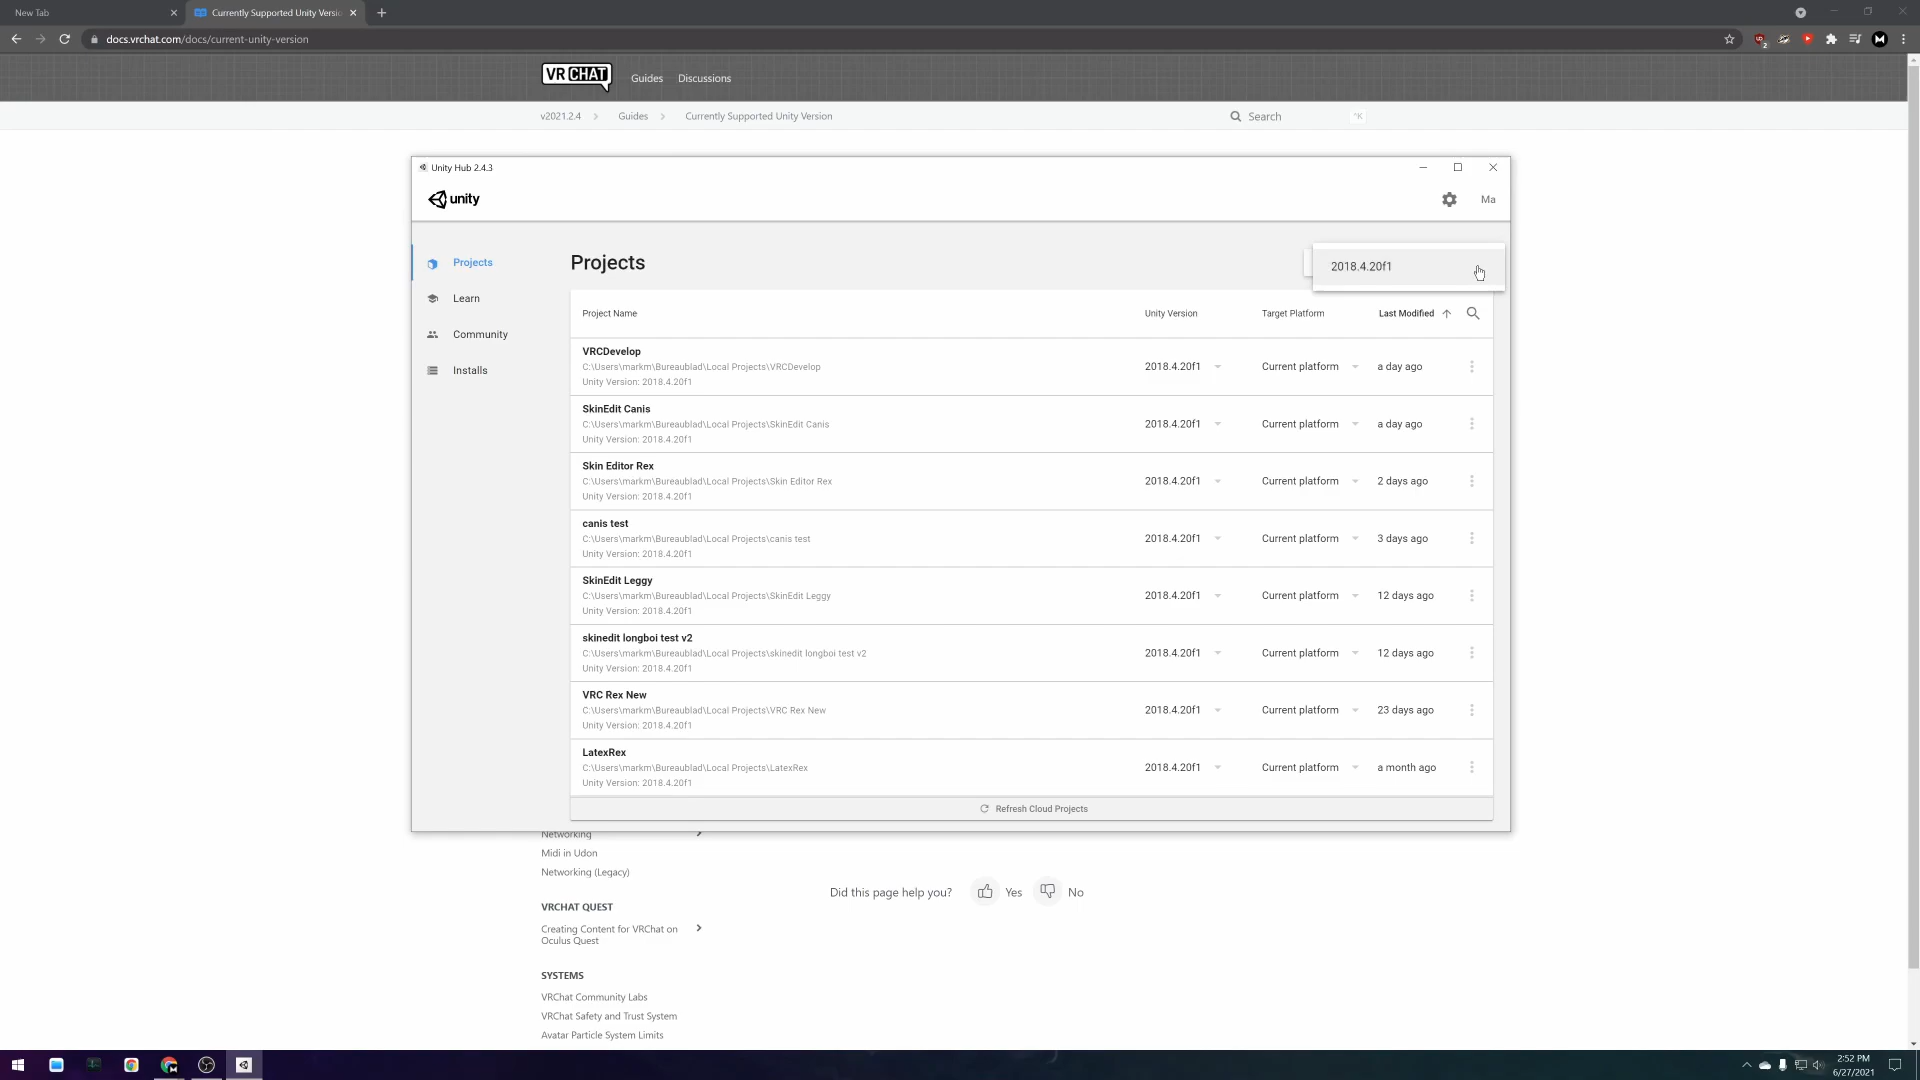 New Tab
Currently Supported Unity Versi
docs.vrchat.com/docs/current-unity-version
2
M
VRCHAT
Guides
Discussions
v2021.2.4
Guides
Currently Supported Unity Version
Search
^K
Unity Hub 2.4.3
unity
Ma
Projects
Learn
Community
Installs
Projects
2018.4.20f1
Project Name
Unity Version
Target Platform
Last Modified
VRCDevelop
C:\Users\markm\Bureaublad\Local Projects\VRCDevelop
Unity Version: 2018.4.20f1
2018.4.20f1
Current platform
a day ago
SkinEdit Canis
C:\Users\markm\Bureaublad\Local Projects\SkinEdit Canis
Unity Version: 2018.4.20f1
2018.4.20f1
Current platform
a day ago
Skin Editor Rex
C:\Users\markm\Bureaublad\Local Projects\Skin Editor Rex
Unity Version: 2018.4.20f1
2018.4.20f1
Current platform
2 days ago
canis test
C:\Users\markm\Bureaublad\Local Projects\canis test
Unity Version: 2018.4.20f1
2018.4.20f1
Current platform
3 days ago
SkinEdit Leggy
C:\Users\markm\Bureaublad\Local Projects\SkinEdit Leggy
Unity Version: 2018.4.20f1
2018.4.20f1
Current platform
12 days ago
skinedit longboi test v2
C:\Users\markm\Bureaublad\Local Projects\skinedit longboi test v2
Unity Version: 2018.4.20f1
2018.4.20f1
Current platform
12 days ago
VRC Rex New
C:\Users\markm\Bureaublad\Local Projects\VRC Rex New
Unity Version: 2018.4.20f1
2018.4.20f1
Current platform
23 days ago
LatexRex
C:\Users\markm\Bureaublad\Local Projects\LatexRex
Unity Version: 2018.4.20f1
2018.4.20f1
Current platform
a month ago
Refresh Cloud Projects
Networking
Midi in Udon
Networking (Legacy)
Did this page help you?
Yes
No
VRCHAT QUEST
Creating Content for VRChat on
Oculus Quest
SYSTEMS
VRChat Community Labs
VRChat Safety and Trust System
Avatar Particle System Limits
2:52 PM
6/27/2021